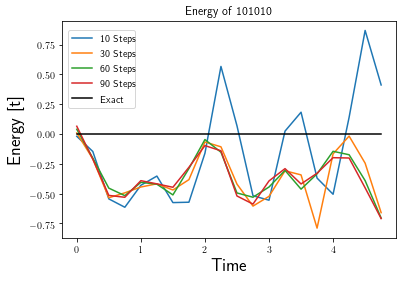 Energy of 101010
10 Steps
30 Steps
60 Steps
90 Steps
Exact
0.75
0.50
0.25
0.00
−0.25
−0.50
−0.75
Energy [t]
0 1 2 3 4
Time